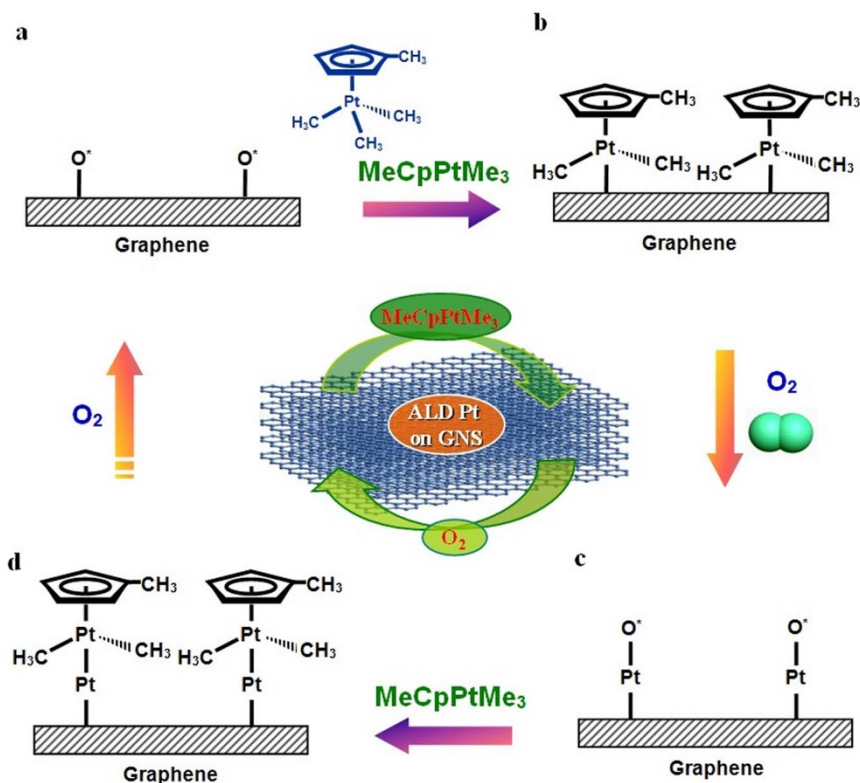 a
b
CH₃
Pt
H₃C
CH₃
CH₃
MeCpPtMe₃
O*
O*
Graphene
CH₃
CH₃
Pt
Pt
H₃C
CH₃
H₃C
CH₃
Graphene
MeCpPtMe₃
O₂
O₂
ALD Pt
on GNS
O₂
d
c
CH₃
CH₃
Pt
Pt
H₃C
CH₃
H₃C
CH₃
Pt
Pt
Graphene
MeCpPtMe₃
O*
O*
Pt
Pt
Graphene